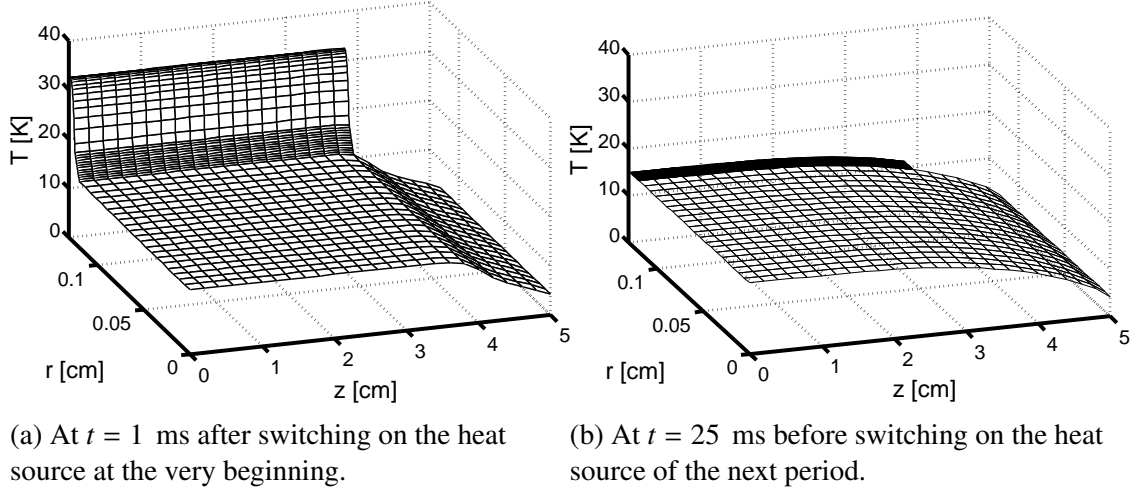 40
30
20
10
0
T [K]
0.1
0.05
0
r [cm]
0
1
2
3
4
5
z [cm]
40
30
20
10
0
T [K]
0.1
0.05
0
r [cm]
0
1
2
3
4
5
z [cm]
(a) At t = 1 ms after switching on the heat
source at the very beginning.
(b) At t = 25 ms before switching on the heat
source of the next period.